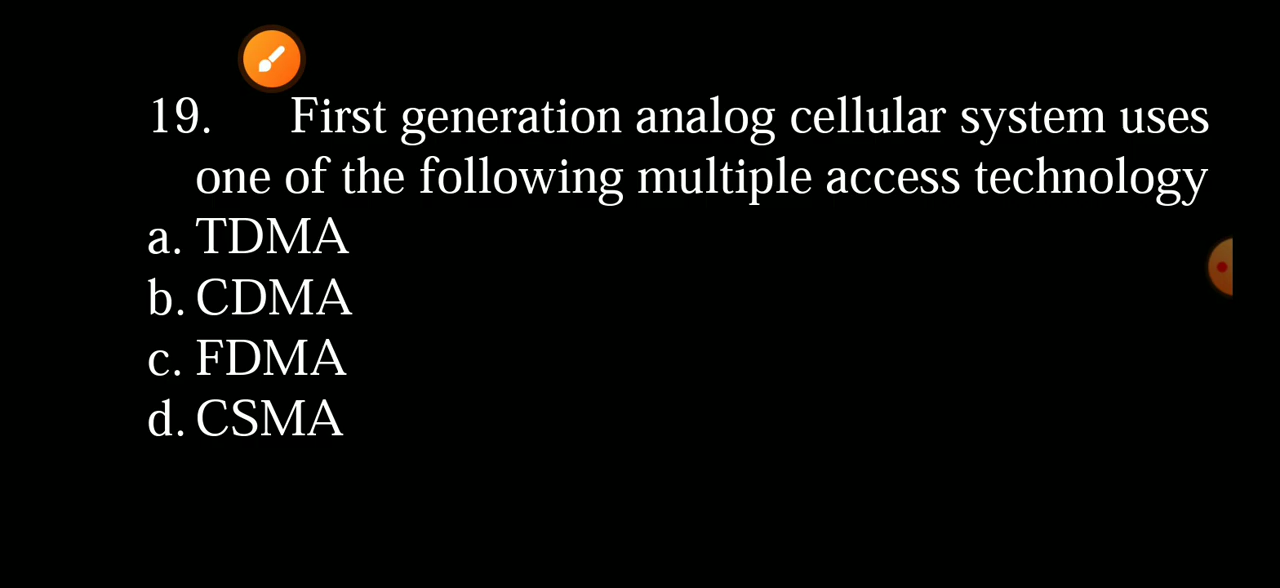 19. First generation analog cellular system uses
one of the following multiple access technology
a. TDMA
b. CDMA
c. FDMA
d. CSMA